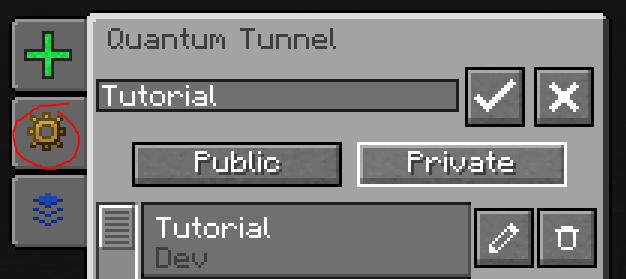 Quantum Tunnel
Tutorial
Public Private
Tutorial
Dev